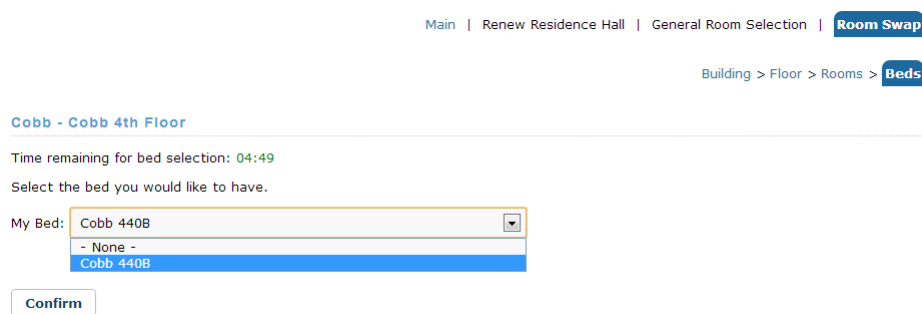 Main | Renew Residence Hall | General Room Selection | Room Swap
Building > Floor > Rooms > Beds
Cobb - Cobb 4th Floor
Time remaining for bed selection: 04:49
Select the bed you would like to have.
My Bed: Cobb 440B
- None -
Cobb 440B
Confirm